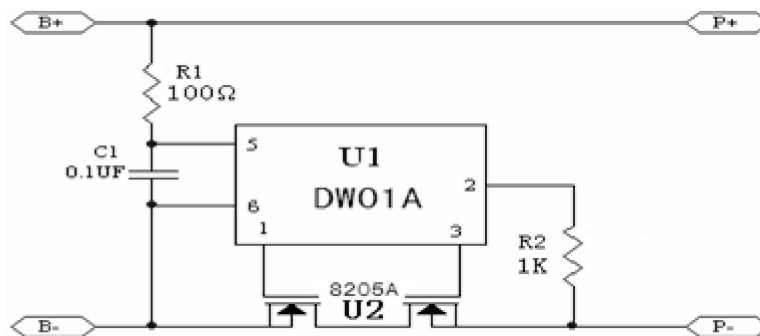 B+
P+
R1
100Ω
C1
0.1UF
5
U1
2
DW01A
6
1
3
R2
1K
8205A
U2
B-
P-